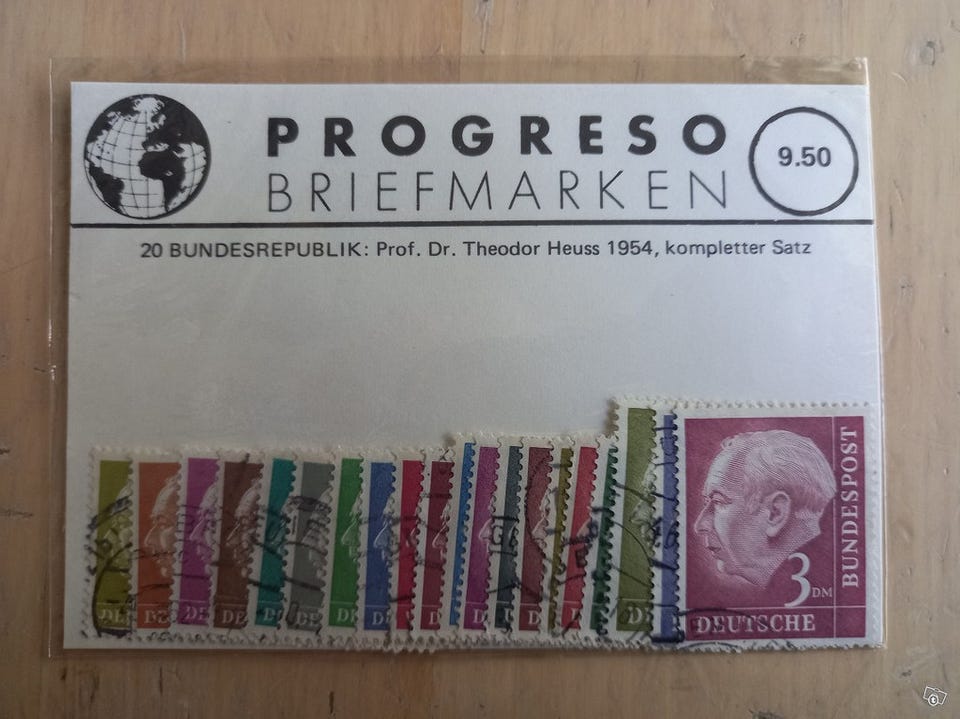 PROGRESO
BRIEFMARKEN
9.50
20 BUNDESREPUBLIK: Prof. Dr. Theodor Heuss 1954, kompletter Satz
BUNDESPOST
3 DM
DEUTSCHE